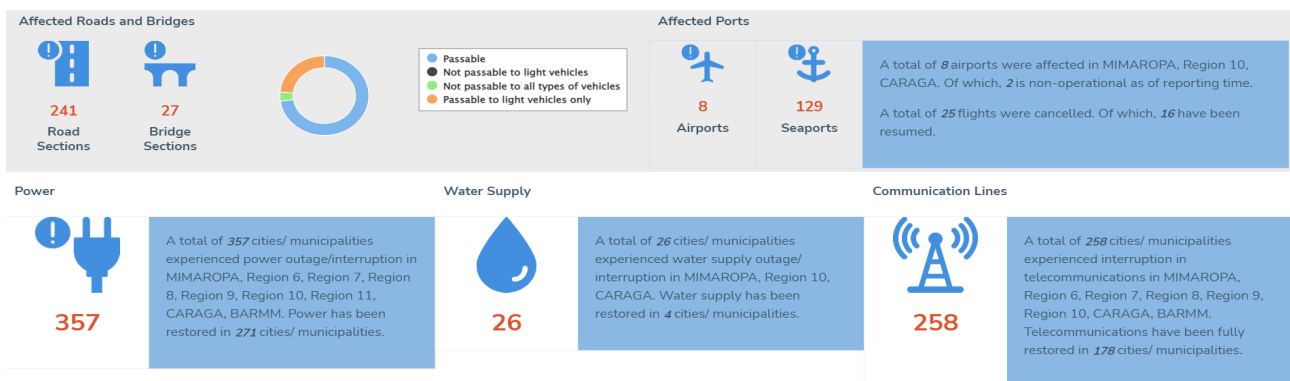 Affected Roads and Bridges
241
Road
Sections
27
Bridge
Sections
Passable
Not passable to light vehicles
Not passable to all types of vehicles
Passable to light vehicles only
Affected Ports
8
Airports
129
Seaports
A total of 8 airports were affected in MIMAROPA, Region 10,
CARAGA. Of which, 2 is non-operational as of reporting time.
A total of 25 flights were cancelled. Of which, 16 have been
resumed.
Power
357
A total of 357 cities/ municipalities
experienced power outage/interruption in
MIMAROPA, Region 6, Region 7, Region
8, Region 9, Region 10, Region 11,
CARAGA, BARMM. Power has been
restored in 271 cities/ municipalities.
Water Supply
26
A total of 26 cities/ municipalities
experienced water supply outage/
interruption in MIMAROPA, Region 10,
CARAGA. Water supply has been
restored in 4 cities/ municipalities.
Communication Lines
258
A total of 258 cities/ municipalities
experienced interruption in
telecommunications in MIMAROPA,
Region 6, Region 7, Region 8, Region 9,
Region 10, CARAGA, BARMM.
Telecommunications have been fully
restored in 178 cities/ municipalities.